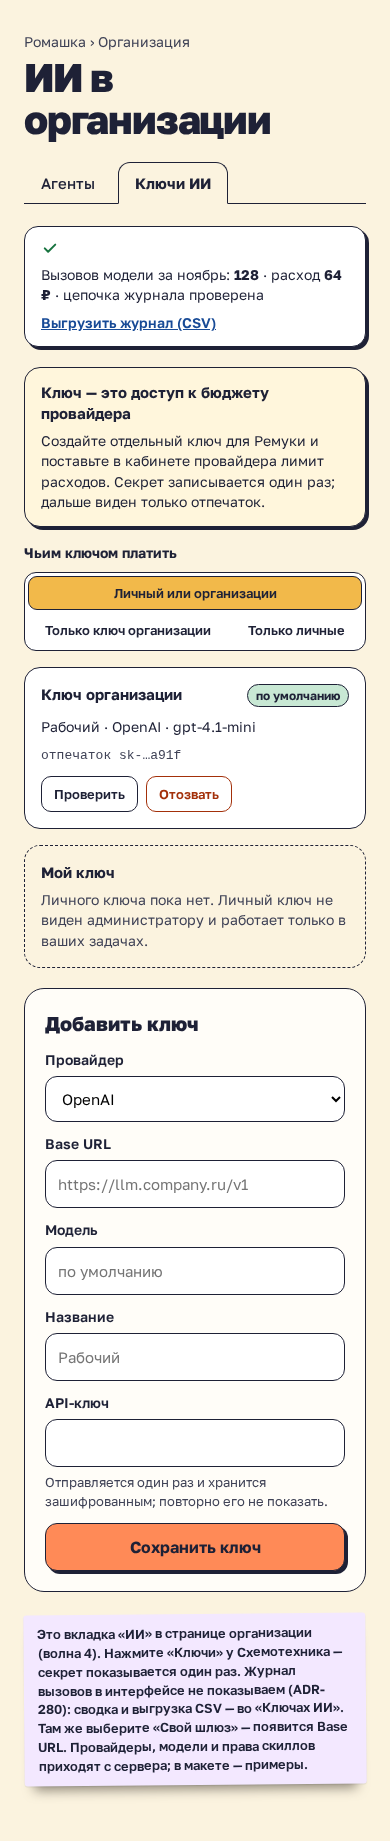 Ромашка › Организация
ИИ в
организации
Агенты
Ключи ИИ
Вызовов модели за ноябрь: 128 · расход 64
₽ · цепочка журнала проверена
Выгрузить журнал (CSV)
Ключ — это доступ к бюджету
провайдера
Создайте отдельный ключ для Ремуки и
поставьте в кабинете провайдера лимит
расходов. Секрет записывается один раз;
дальше виден только отпечаток.
Чьим ключом платить
Личный или организации
Только ключ организации
Только личные
Ключ организации
по умолчанию
Рабочий · OpenAI · gpt-4.1-mini
отпечаток sk-…a91f
Проверить
Отозвать
Мой ключ
Личного ключа пока нет. Личный ключ не
виден администратору и работает только в
ваших задачах.
Добавить ключ
Провайдер
OpenAI
Base URL
https://llm.company.ru/v1
Модель
по умолчанию
Название
Рабочий
API-ключ
Отправляется один раз и хранится
зашифрованным; повторно его не показать.
Сохранить ключ
Это вкладка «ИИ» в странице организации
(волна 4). Нажмите «Ключи» у Схемотехника —
секрет показывается один раз. Журнал
вызовов в интерфейсе не показываем (ADR-
280): сводка и выгрузка CSV — во «Ключах ИИ».
Там же выберите «Свой шлюз» — появится Base
URL. Провайдеры, модели и права скиллов
приходят с сервера; в макете — примеры.